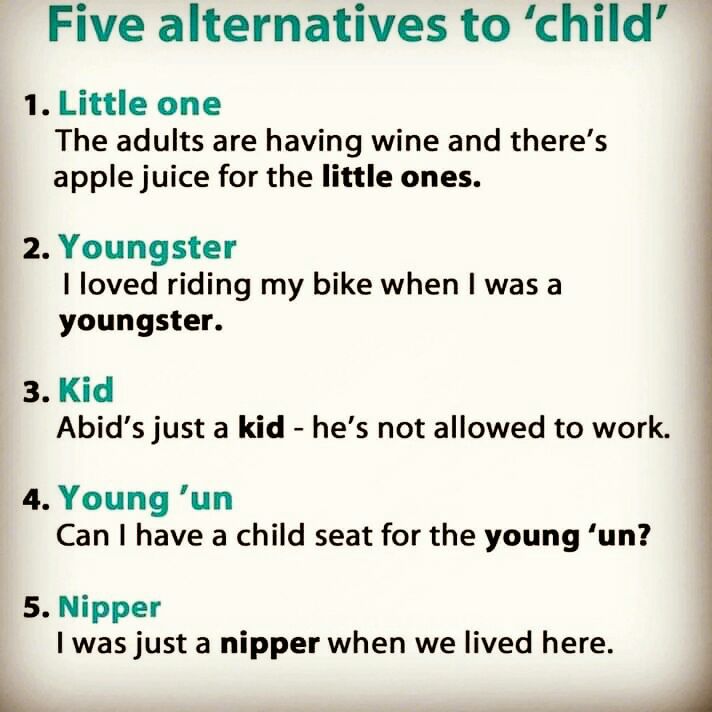 Five alternatives to ‘child’
1. Little one
The adults are having wine and there’s
apple juice for the little ones.
2. Youngster
I loved riding my bike when I was a
youngster.
3. Kid
Abid’s just a kid - he’s not allowed to work.
4. Young ’un
Can I have a child seat for the young ‘un?
5. Nipper
I was just a nipper when we lived here.